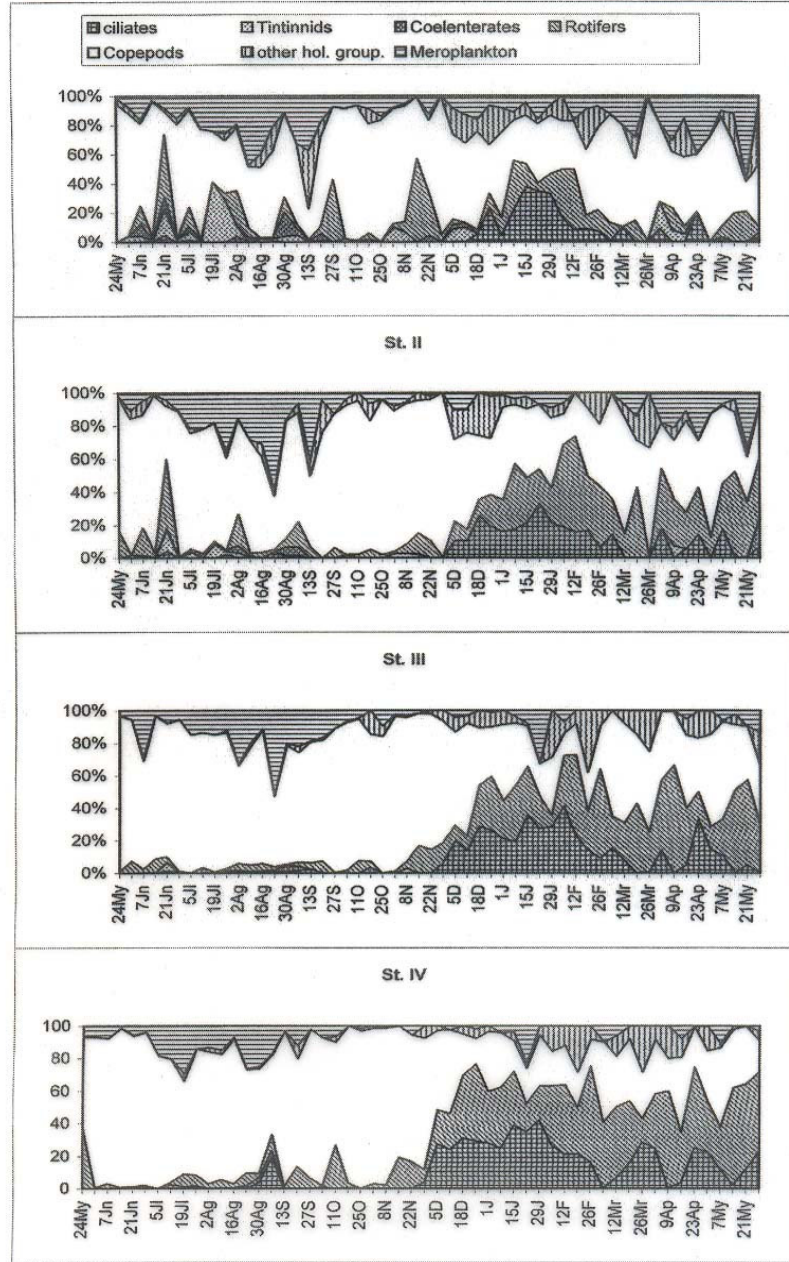 ciliates Tintinnids Coelenterates Rotifers
Copepods other hol. group. Meroplankton
100%
80%
60%
40%
20%
0%
24My 7Jn 21Jn 5Jl 19Jl 2Ag 16Ag 30Ag 13S 27S 11O 25O 8N 22N 5D 18D 1J 15J 29J 12F 26F 12Mr 26Mr 9Ap 23Ap 7My 21My
St. II
100%
80%
60%
40%
20%
0%
24My 7Jn 21Jn 5Jl 19Jl 2Ag 16Ag 30Ag 13S 27S 11O 25O 8N 22N 5D 18D 1J 15J 29J 12F 26F 12Mr 26Mr 9Ap 23Ap 7My 21My
St. III
100%
80%
60%
40%
20%
0%
24My 7Jn 21Jn 5Jl 19Jl 2Ag 16Ag 30Ag 13S 27S 11O 25O 8N 22N 5D 18D 1J 15J 29J 12F 26F 12Mr 26Mr 9Ap 23Ap 7My 21My
St. IV
100
80
60
40
20
0
24My 7Jn 21Jn 5Jl 19Jl 2Ag 16Ag 30Ag 13S 27S 11O 25O 8N 22N 5D 18D 1J 15J 29J 12F 26F 12Mr 26Mr 9Ap 23Ap 7My 21My